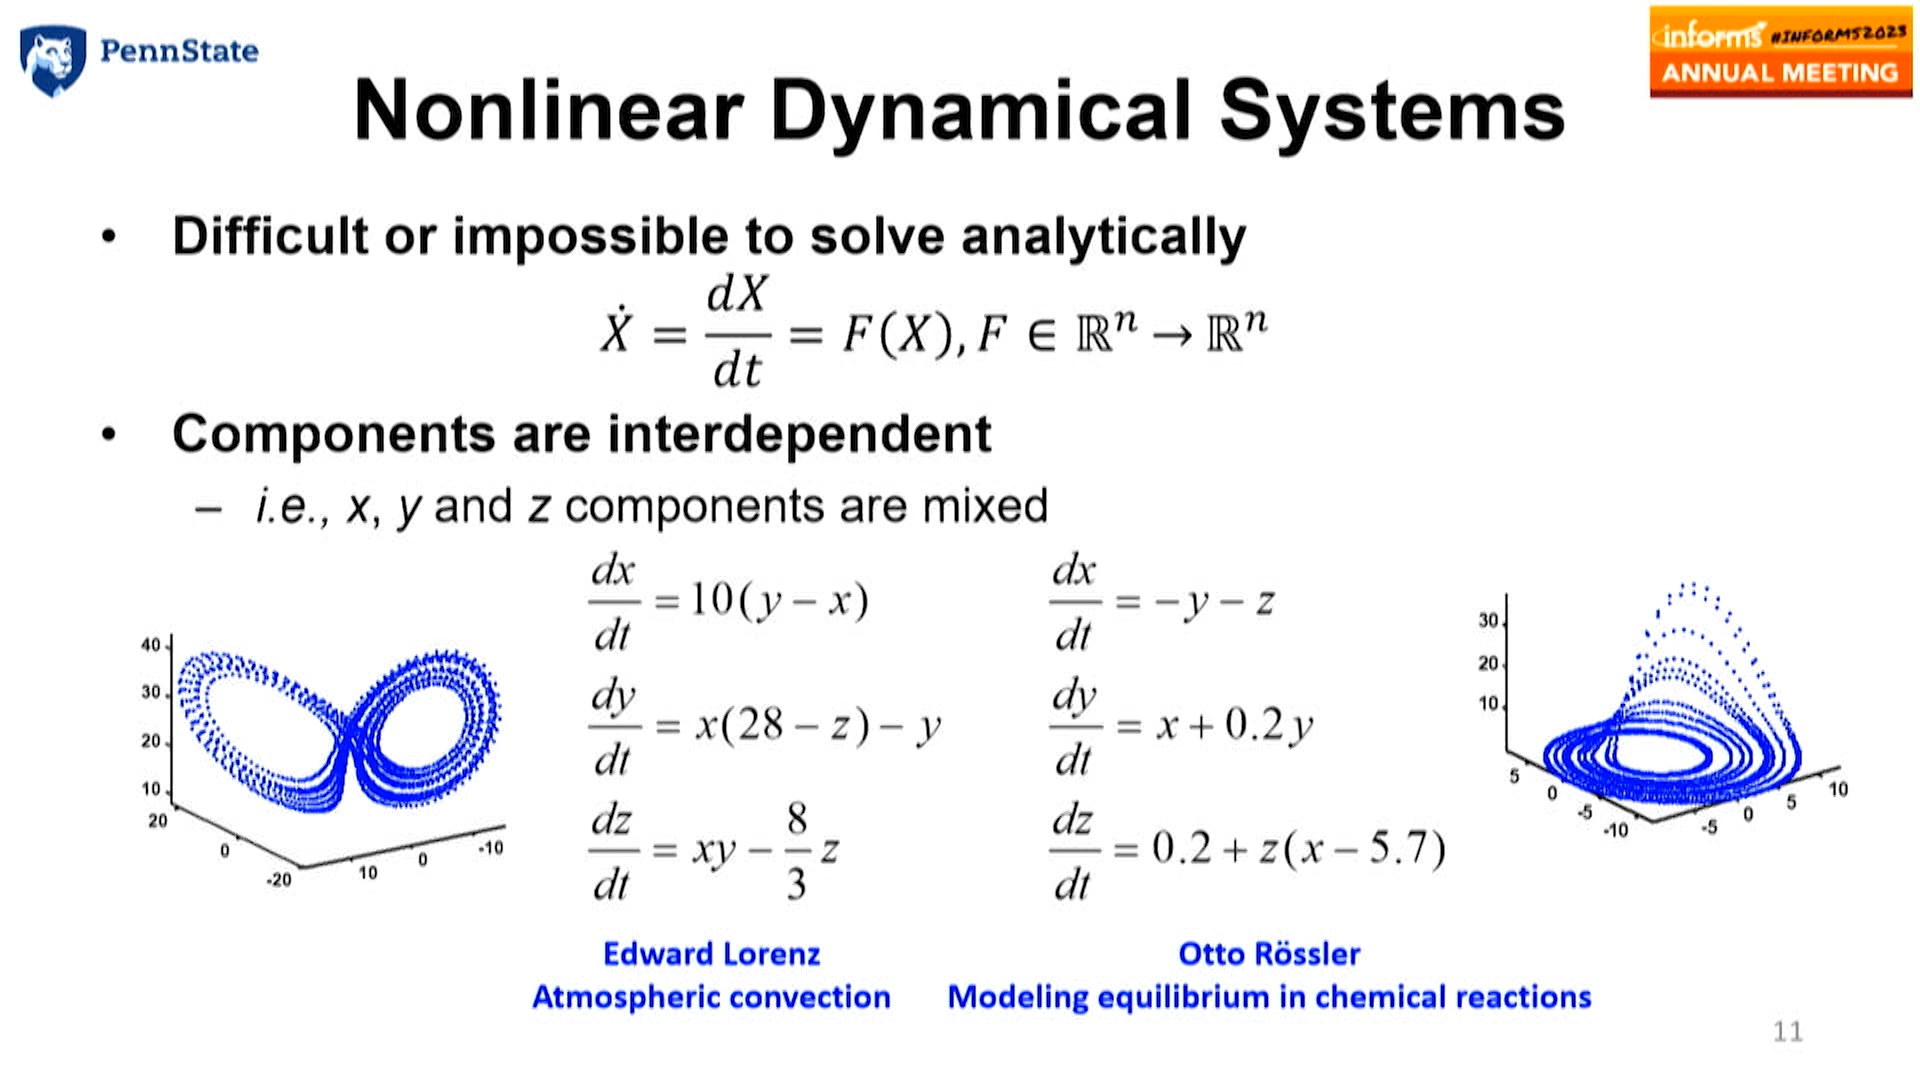 PennState
informs #INFORMS2023
ANNUAL MEETING
Nonlinear Dynamical Systems
• Difficult or impossible to solve analytically
Ẋ = dX/dt = F(X), F ∈ ℝⁿ → ℝⁿ
• Components are interdependent
– i.e., x, y and z components are mixed
40
30
20
10
20
0
-20
10
0
-10
dx/dt = 10(y − x)
dy/dt = x(28 − z) − y
dz/dt = xy − 8/3 z
Edward Lorenz
Atmospheric convection
dx/dt = −y − z
dy/dt = x + 0.2y
dz/dt = 0.2 + z(x − 5.7)
Otto Rössler
Modeling equilibrium in chemical reactions
30
20
10
5
0
-5
-10
-5
0
5
10
11